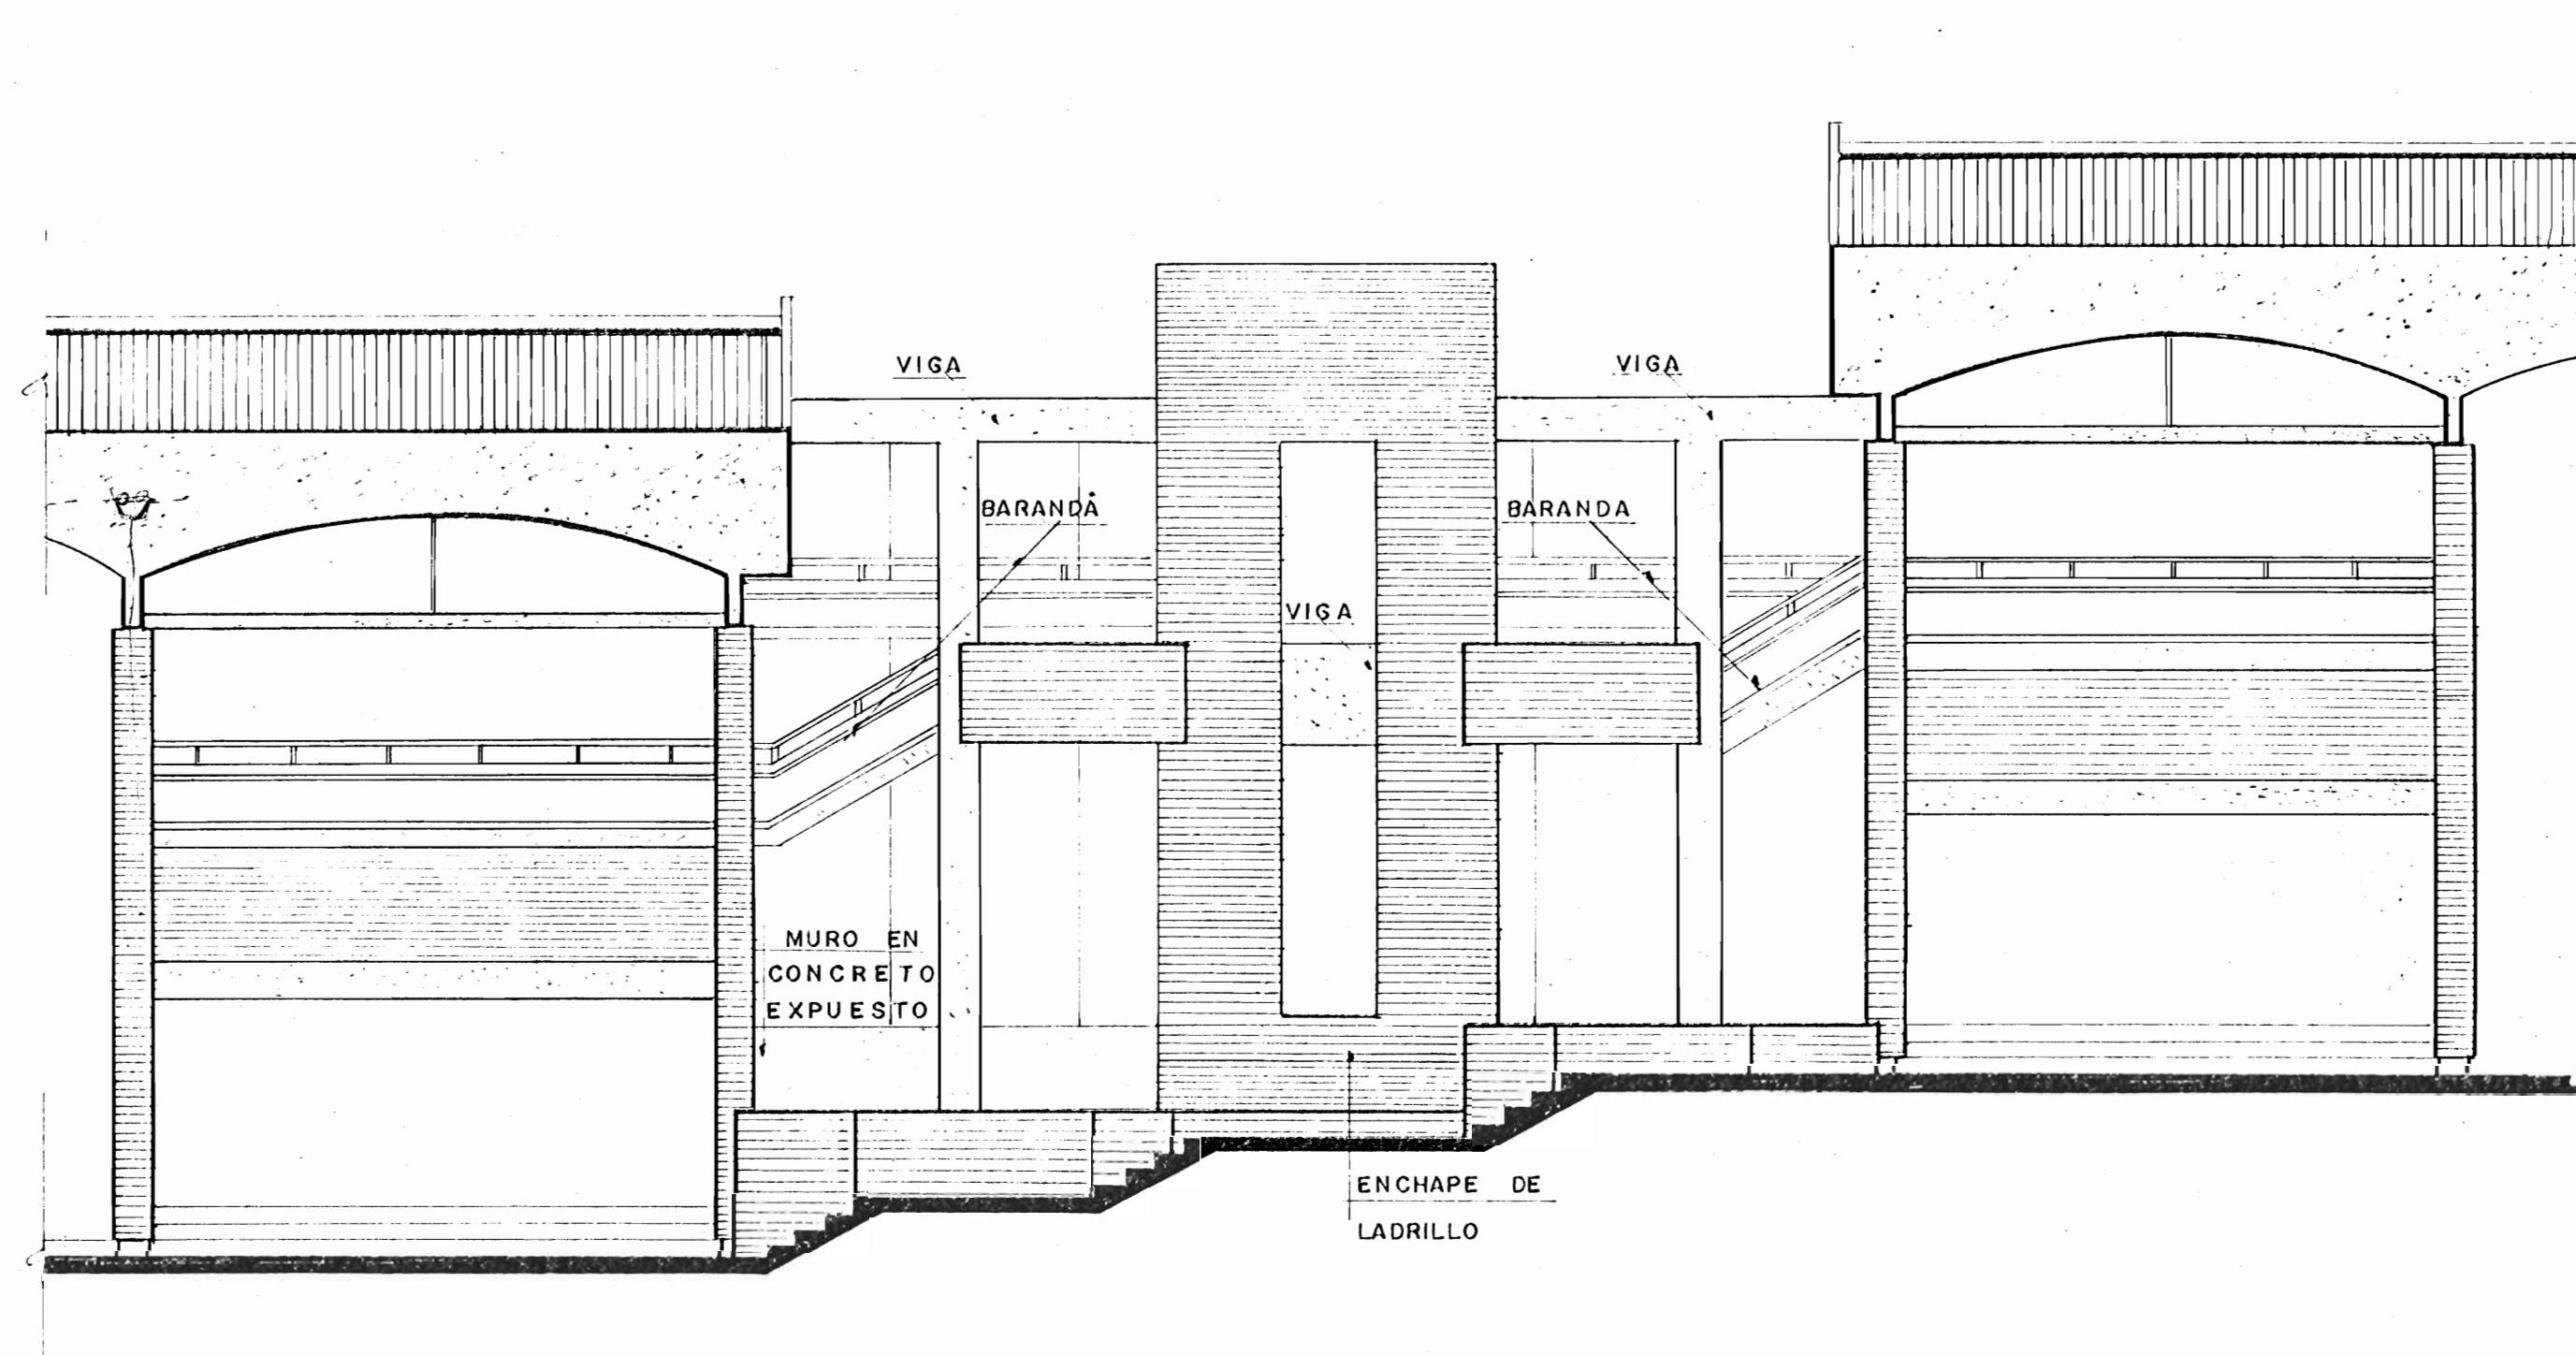 VIGA
VIGA
BARANDA
BARANDA
VIGA
MURO EN
CONCRETO
EXPUESTO
ENCHAPE DE
LADRILLO